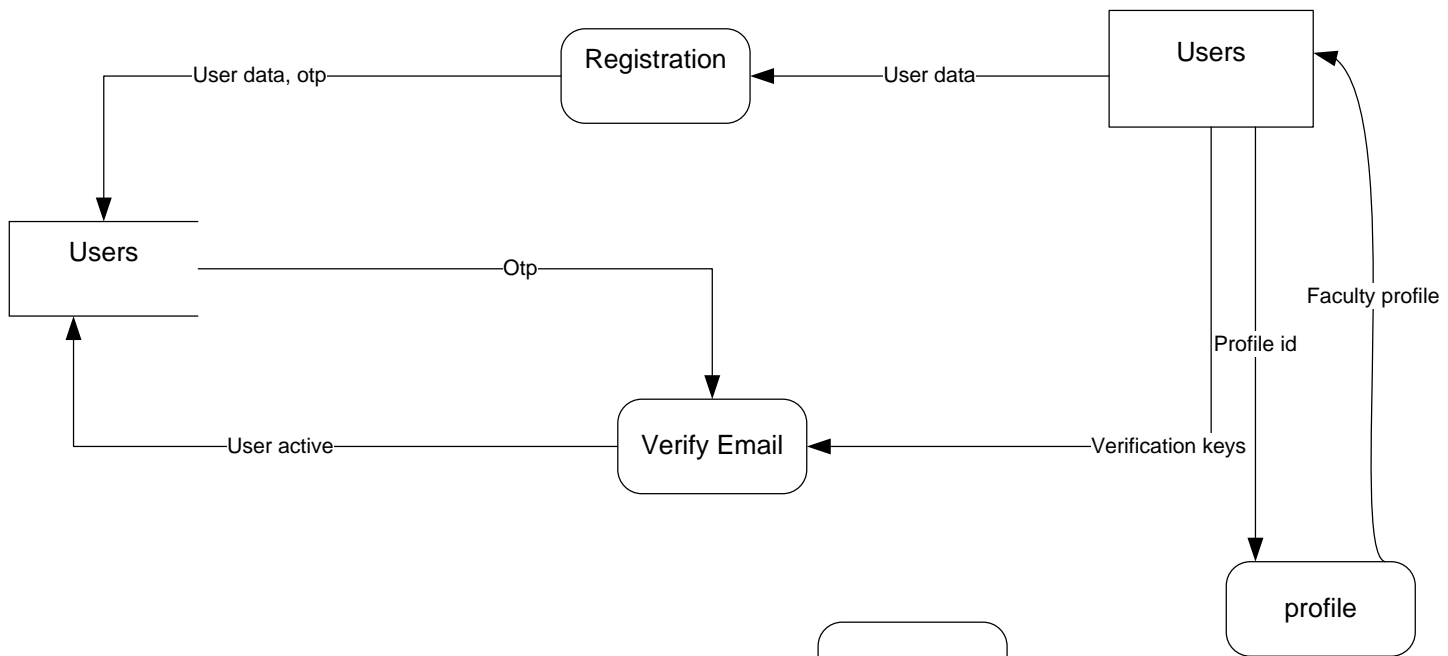 Registration
Users
User data, otp
User data
Users
Otp
Faculty profile
Profile id
User active
Verify Email
Verification keys
profile